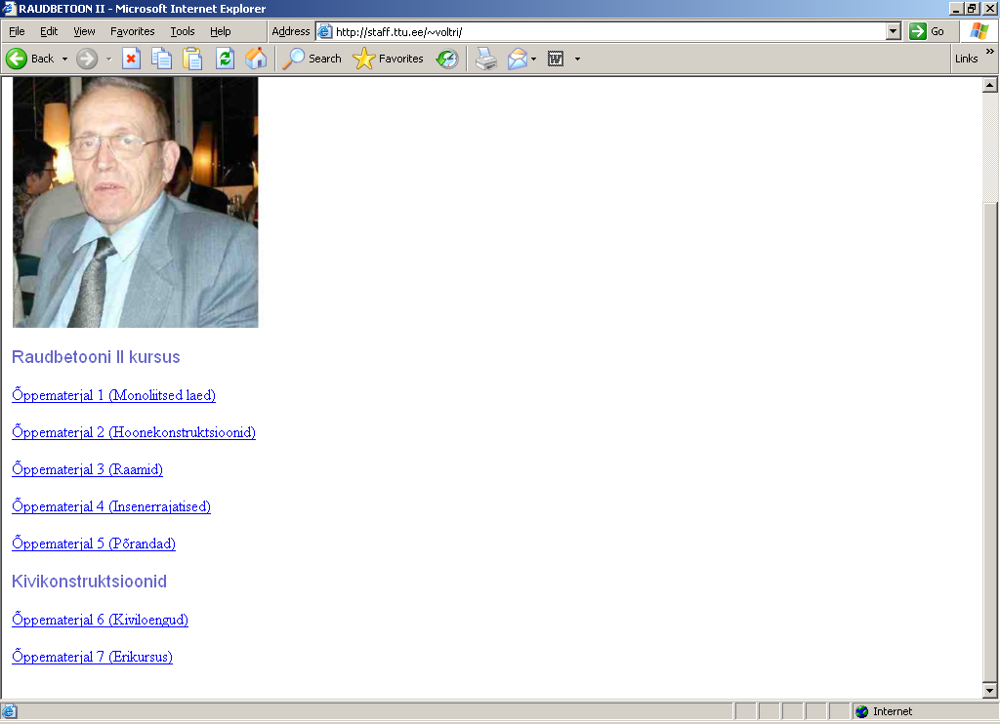 RAUDBETOON II - Microsoft Internet Explorer
File Edit View Favorites Tools Help Address http://staff.ttu.ee/~voltri/ Go
Back Search Favorites Links »
Raudbetooni II kursus
Õppematerjal 1 (Monoliitsed laed)
Õppematerjal 2 (Hoonekonstruktsioonid)
Õppematerjal 3 (Raamid)
Õppematerjal 4 (Insenerrajatised)
Õppematerjal 5 (Põrandad)
Kivikonstruktsioonid
Õppematerjal 6 (Kiviloengud)
Õppematerjal 7 (Erikursus)
Internet